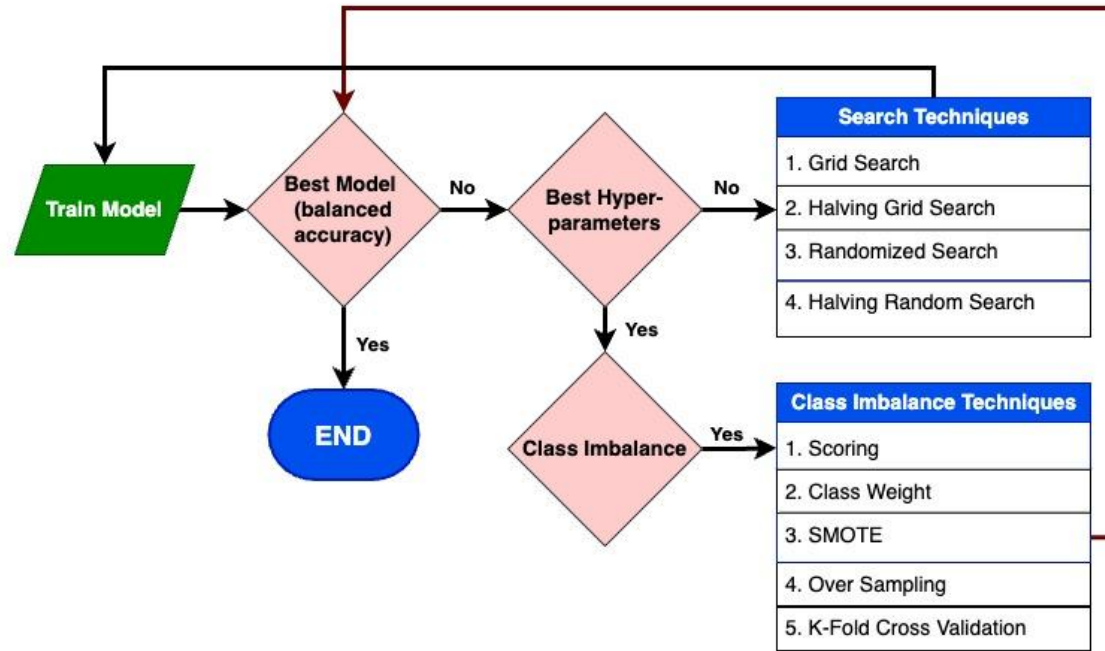 Train Model
Best Model
(balanced
accuracy)
No
Best Hyper-
parameters
No
Search Techniques
1. Grid Search
2. Halving Grid Search
3. Randomized Search
4. Halving Random Search
Yes
END
Yes
Class Imbalance
Yes
Class Imbalance Techniques
1. Scoring
2. Class Weight
3. SMOTE
4. Over Sampling
5. K-Fold Cross Validation